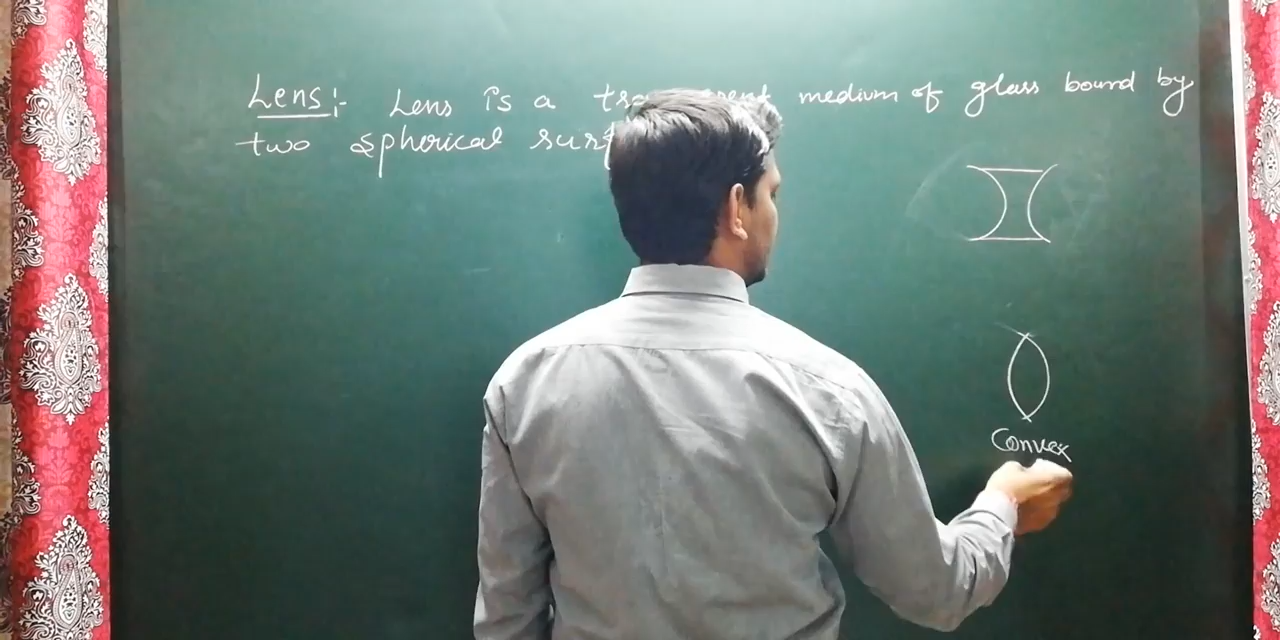 Lens:- Lens is a medium of glass bound by
two spherical
Convex